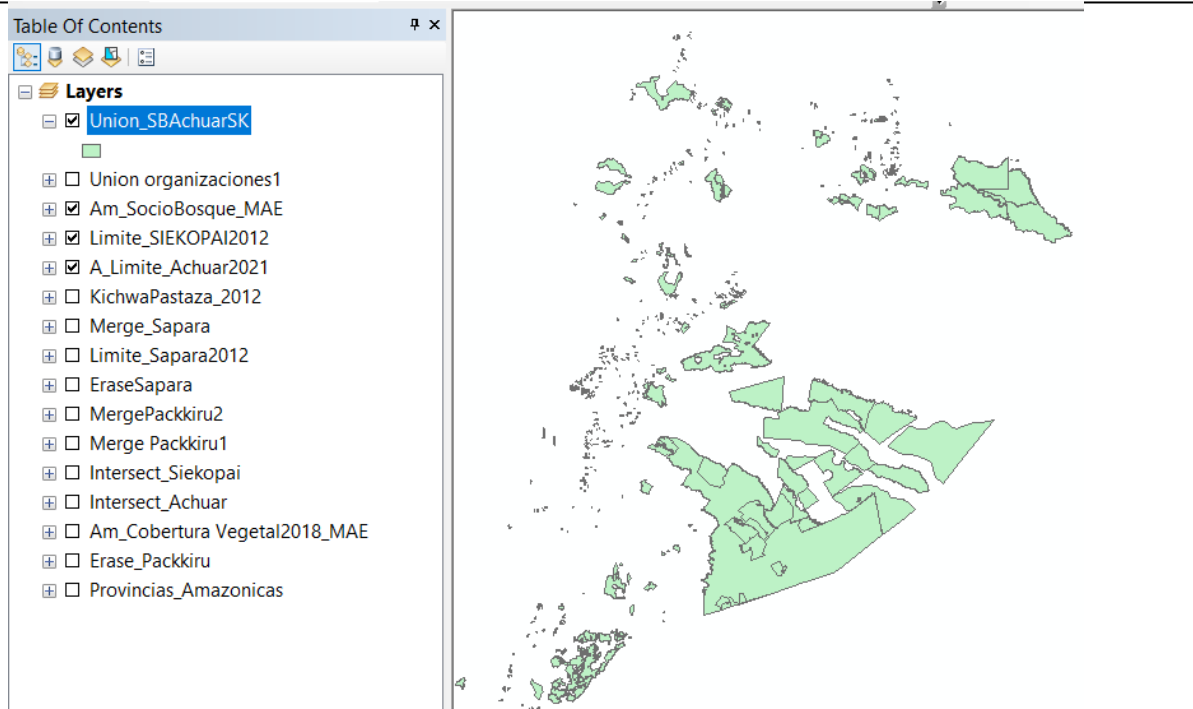 Table Of Contents
Layers
Union_SBAchuarSK
Union organizaciones1
Am_SocioBosque_MAE
Limite_SIEKOPAI2012
A_Limite_Achuar2021
KichwaPastaza_2012
Merge_Sapara
Limite_Sapara2012
EraseSapara
MergePackkiru2
Merge Packkiru1
Intersect_Siekopai
Intersect_Achuar
Am_Cobertura Vegetal2018_MAE
Erase_Packkiru
Provincias_Amazonicas